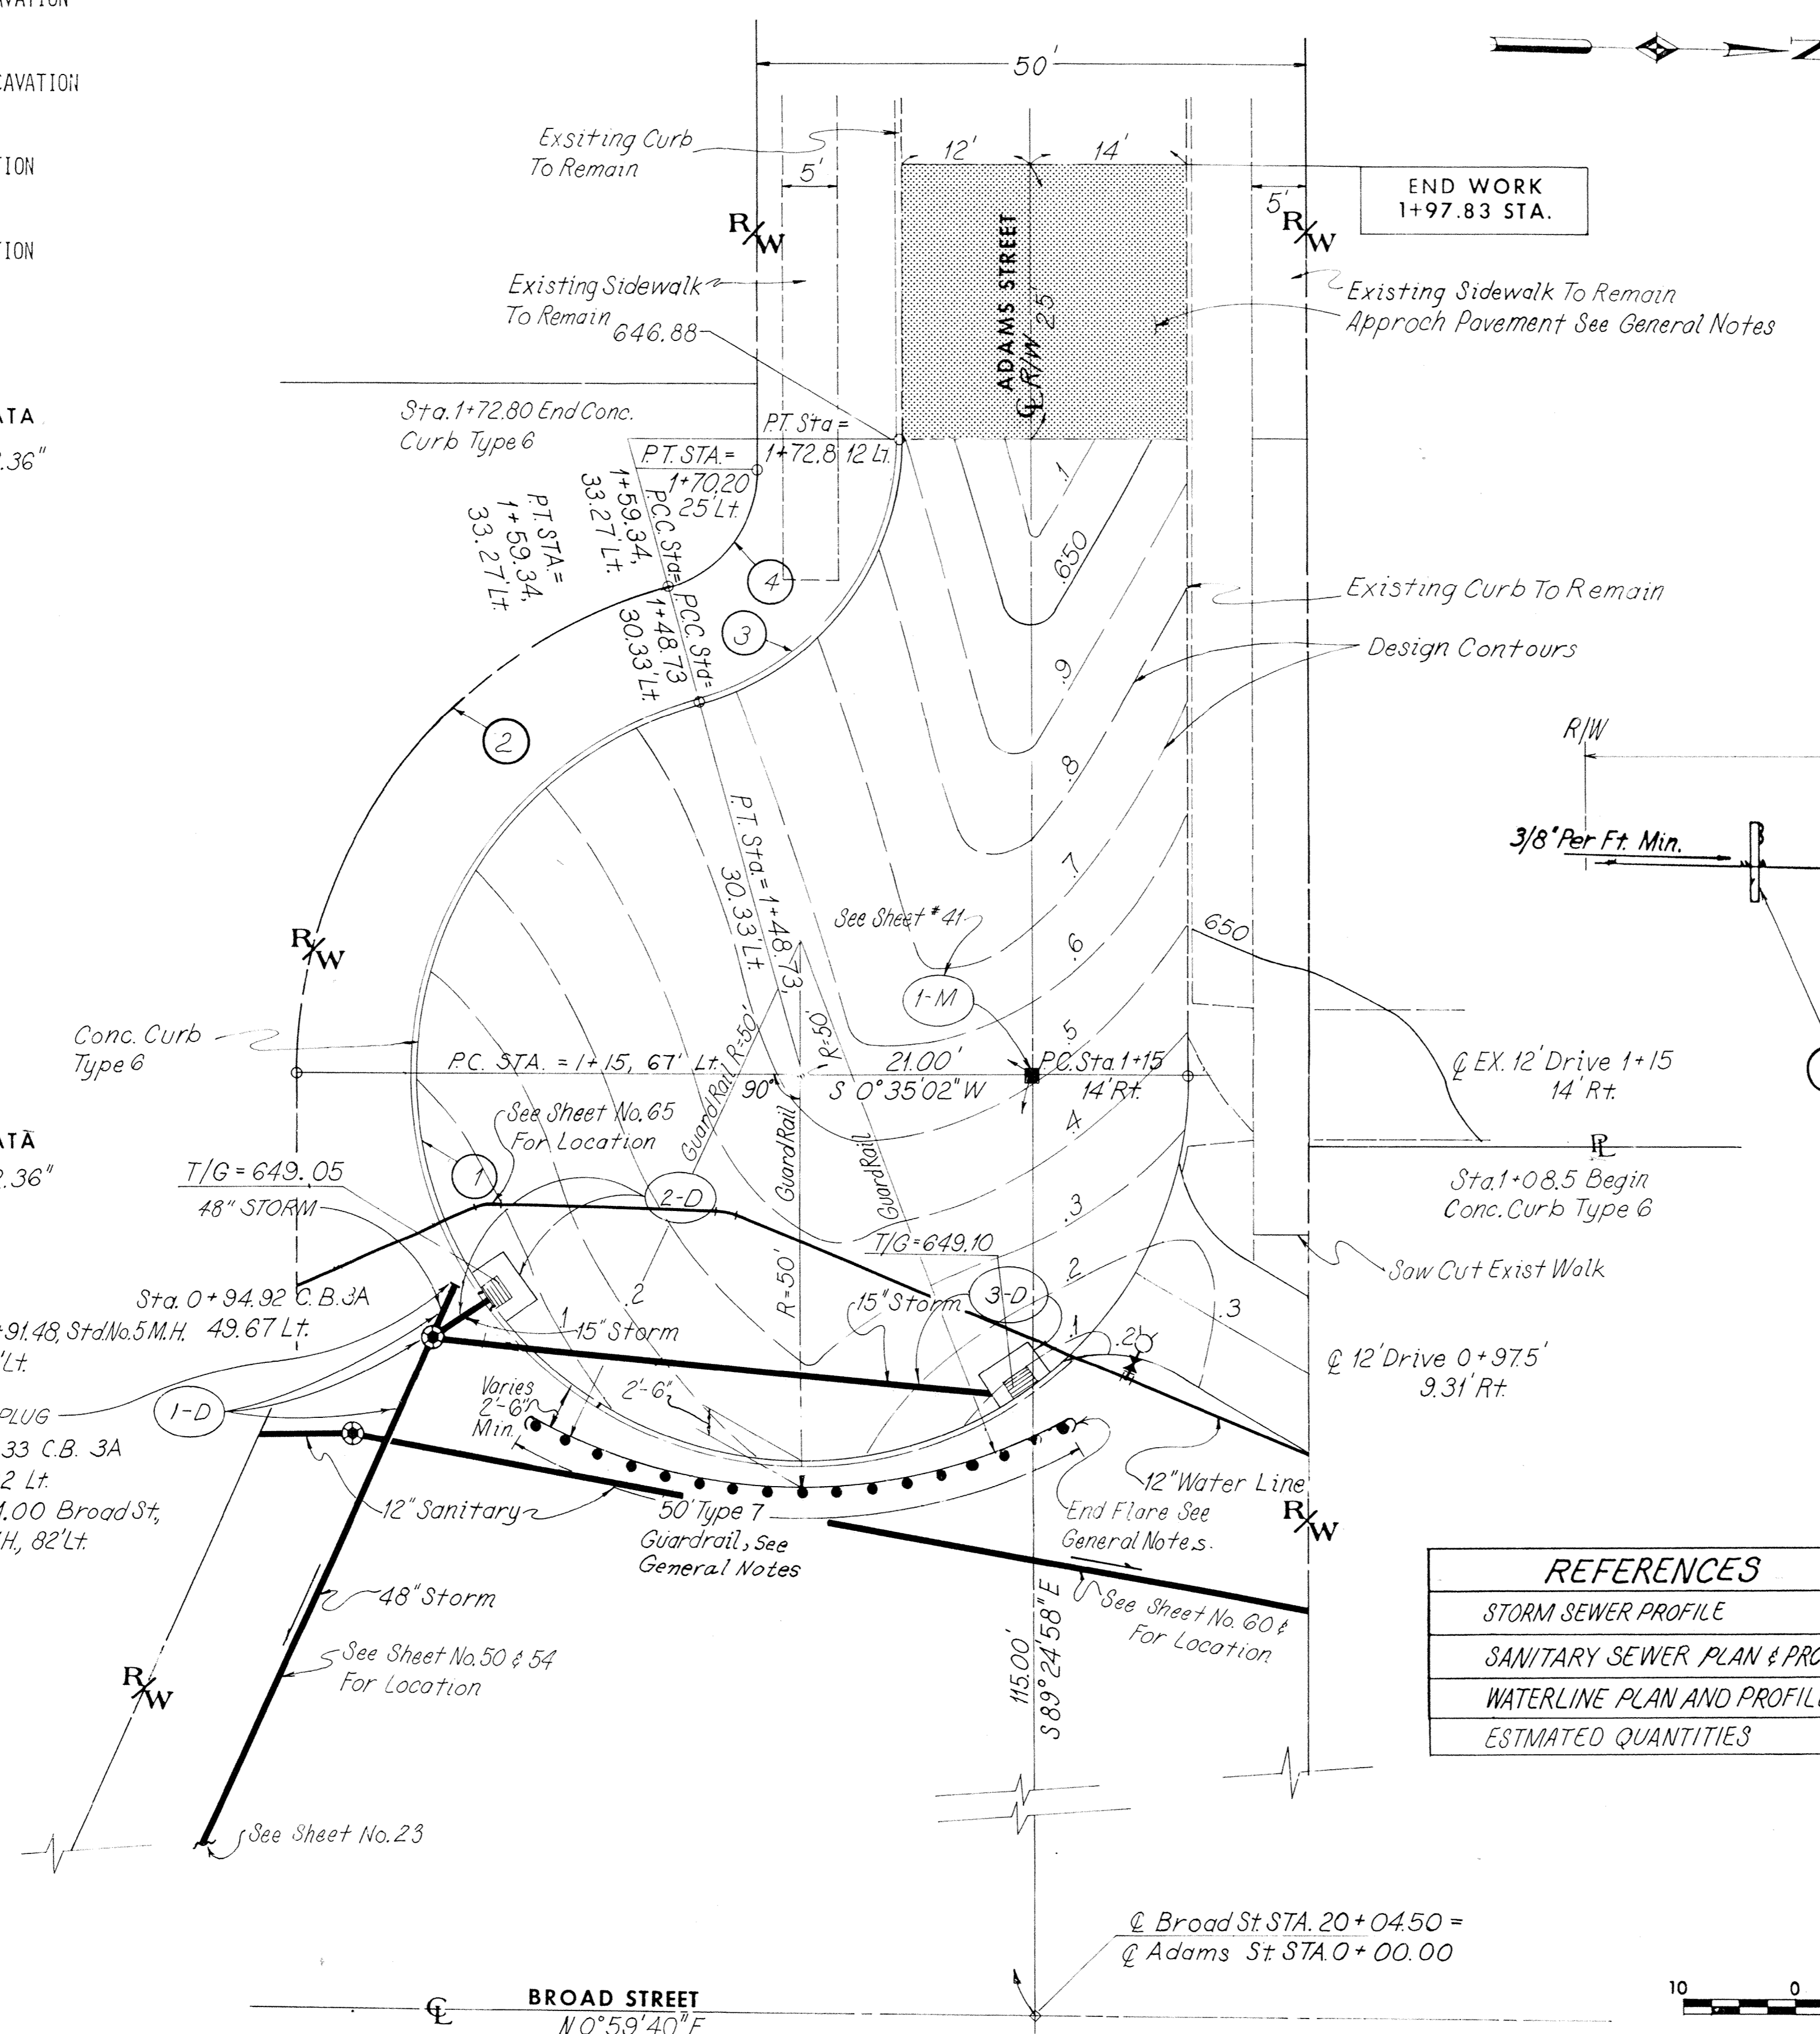 CAVATION
TION
TION
50'
Exsiting Curb
To Remain
5'
12'
14'
5'
END WORK
1+97.83 STA.
R/W
R/W
Existing Sidewalk
To Remain
646.88
ADAMS STREET
℄ R/W 25'
Existing Sidewalk To Remain
Approch Pavement See General Notes
Sta. 1+72.80 End Conc.
Curb Type 6
P.T. Sta =
1+72.8 12 Lt.
P.T. STA. =
1+70.20
25' Lt.
P.C.C. Sta=
1+59.34,
33.27' Lt.
P.T. STA.=
1+59.34,
33.27' Lt.
P.C.C. Sta=
1+48.73
30.33' Lt.
4
3
2
.1
650
.9
.8
.7
.6
.5
.4
.3
.2
Existing Curb To Remain
Design Contours
R/W
3/8" Per Ft. Min.
P.T. Sta.= 1+48.73,
30.33' Lt.
See Sheet #41
1-M
650
R/W
Conc. Curb
Type 6
P.C. STA. = 1+15, 67' Lt.
90°
21.00'
S 0°35'02" W
P.C. Sta. 1+15
14' Rt.
℄ EX. 12' Drive 1+15
14' Rt.
Guard Rail R=50'
R=50'
Guard Rail
Guard Rail
R=50'
See Sheet No. 65
For Location
T/G = 649.05
48" STORM
1
2-D
T/G=649.10
3-D
PL
Sta. 1+08.5 Begin
Conc. Curb Type 6
Saw Cut Exist Walk
Sta. 0+94.92 C.B. 3A
49.67 Lt.
+91.48, Std No. 5 M.H.
'Lt.
.1
.2
15" Storm
15" Storm
.1
.2
.3
℄ 12' Drive 0+97.5'
9.31' Rt.
PLUG
1-D
33 C.B. 3A
2 Lt.
1.00 Broad St,
H., 82' Lt.
Varies
2'-6"
Min.
2'-6"
12" Sanitary
50' Type 7
Guardrail, see
General Notes
End Flare See
General Notes.
12" Water Line
R/W
48" Storm
See Sheet No. 50 & 54
For Location
R/W
See Sheet No. 60 &
For Location
115.00'
S 89° 24' 58" E
REFERENCES
STORM SEWER PROFILE
SANITARY SEWER PLAN & PRO
WATERLINE PLAN AND PROFIL
ESTMATED QUANTITIES
See Sheet No. 23
℄ Broad St. STA. 20+04.50 =
℄ Adams St. STA. 0+00.00
℄ BROAD STREET
N 0°59'40" E
10 0
ATA
.36"
ATA
2.36"